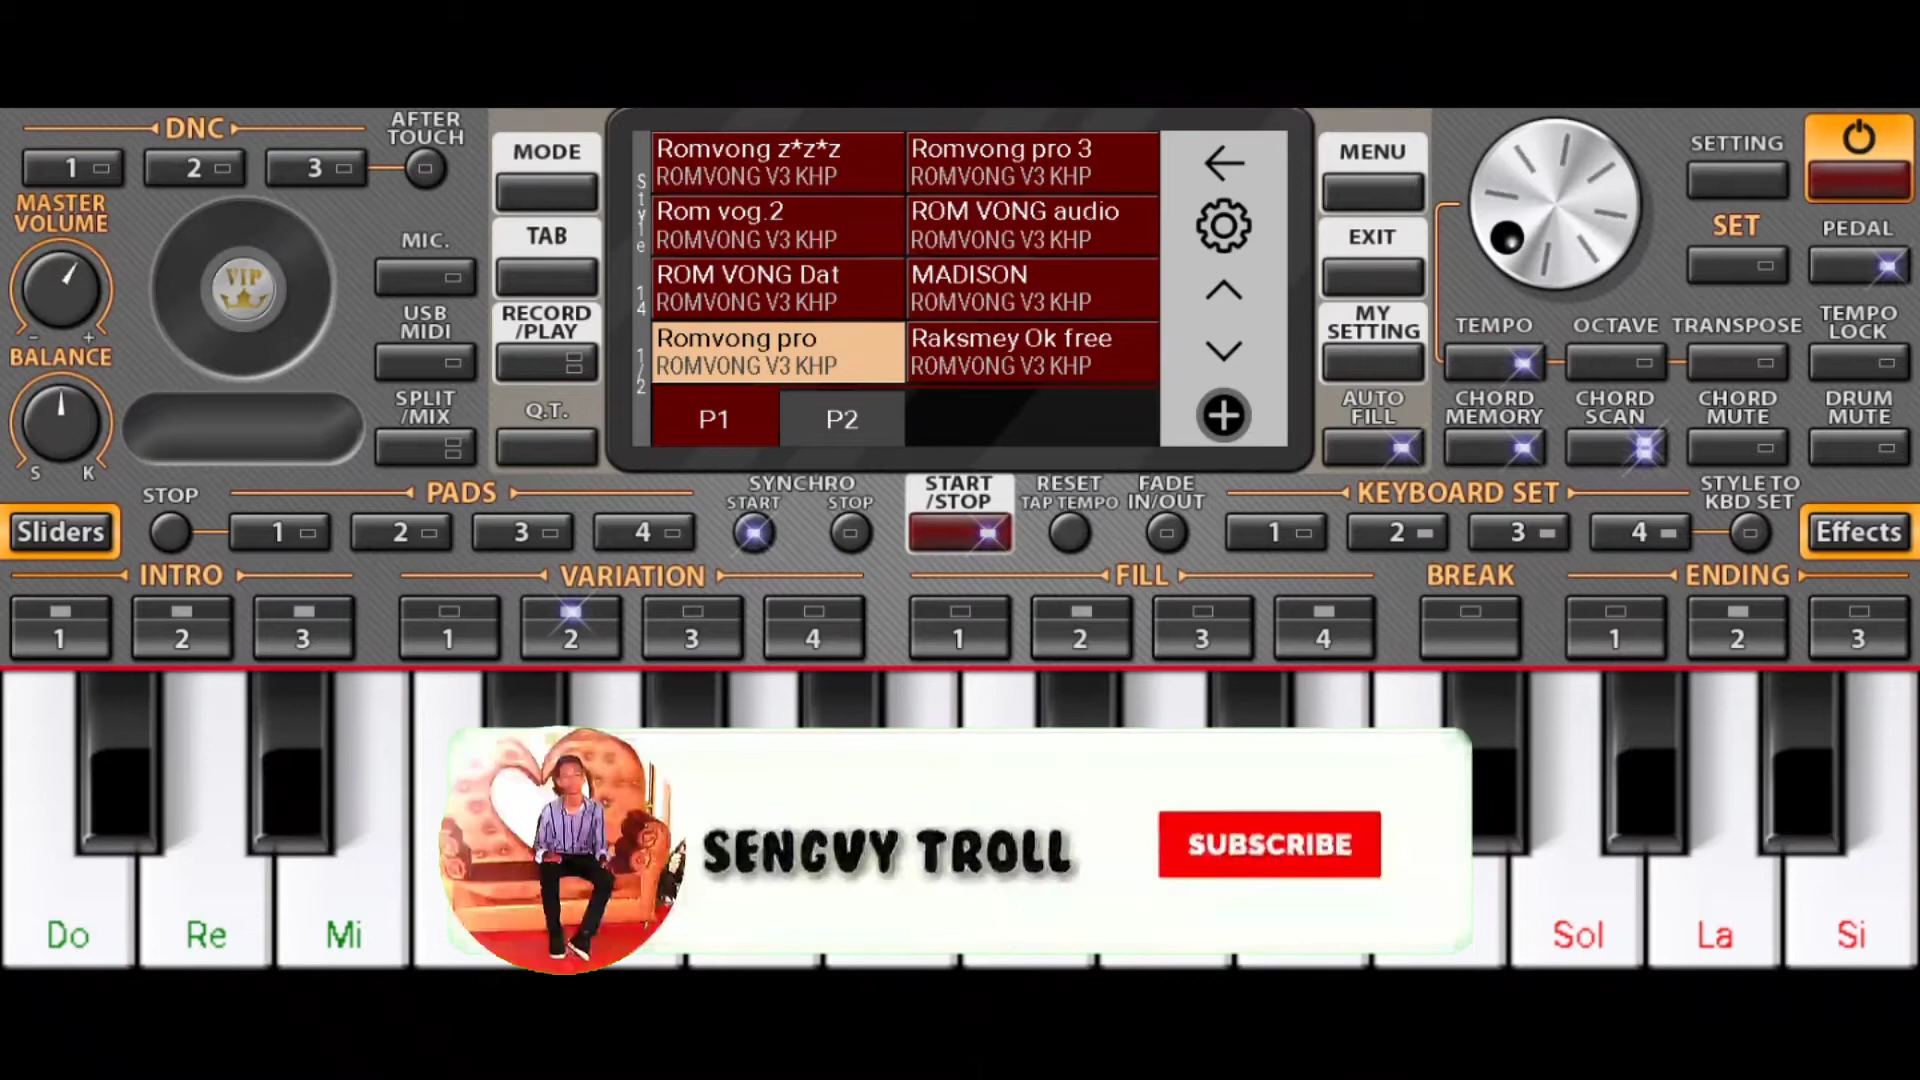 DNC
AFTER
TOUCH
1
2
3
MASTER
VOLUME
-
+
BALANCE
S
K
VIP
MIC.
USB
MIDI
SPLIT
/MIX
MODE
TAB
RECORD
/PLAY
Q.T.
Style
14
1/2
Romvong z*z*z
ROMVONG V3 KHP
Romvong pro 3
ROMVONG V3 KHP
Rom vog.2
ROMVONG V3 KHP
ROM VONG audio
ROMVONG V3 KHP
ROM VONG Dat
ROMVONG V3 KHP
MADISON
ROMVONG V3 KHP
Romvong pro
ROMVONG V3 KHP
Raksmey Ok free
ROMVONG V3 KHP
P1
P2
MENU
EXIT
MY
SETTING
AUTO
FILL
SETTING
SET
PEDAL
TEMPO
OCTAVE
TRANSPOSE
TEMPO
LOCK
CHORD
MEMORY
CHORD
SCAN
CHORD
MUTE
DRUM
MUTE
Sliders
STOP
PADS
1
2
3
4
SYNCHRO
START
STOP
START
/STOP
RESET
TAP TEMPO
FADE
IN/OUT
KEYBOARD SET
1
2
3
4
STYLE TO
KBD SET
Effects
INTRO
1
2
3
VARIATION
1
2
3
4
FILL
1
2
3
4
BREAK
ENDING
1
2
3
SENGVY TROLL
SUBSCRIBE
Do
Re
Mi
Sol
La
Si